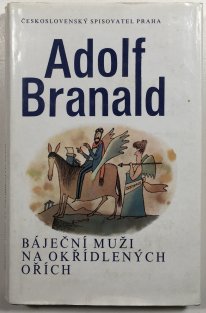 ČESKOSLOVENSKÝ SPISOVATEL PRAHA
Adolf
Branald
BÁJEČNÍ MUŽI
NA OKŘÍDLENÝCH
OŘÍCH